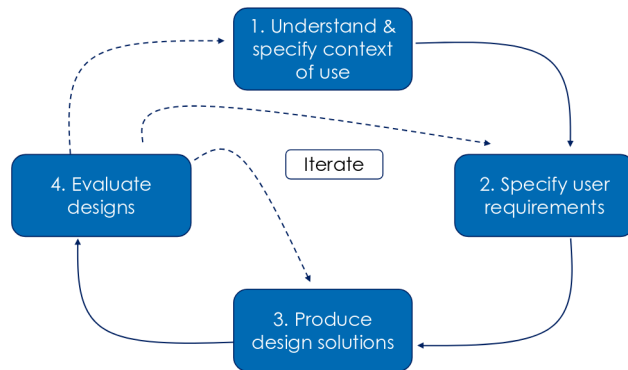 1. Understand &
specify context
of use
Iterate
4. Evaluate
designs
2. Specify user
requirements
3. Produce
design solutions